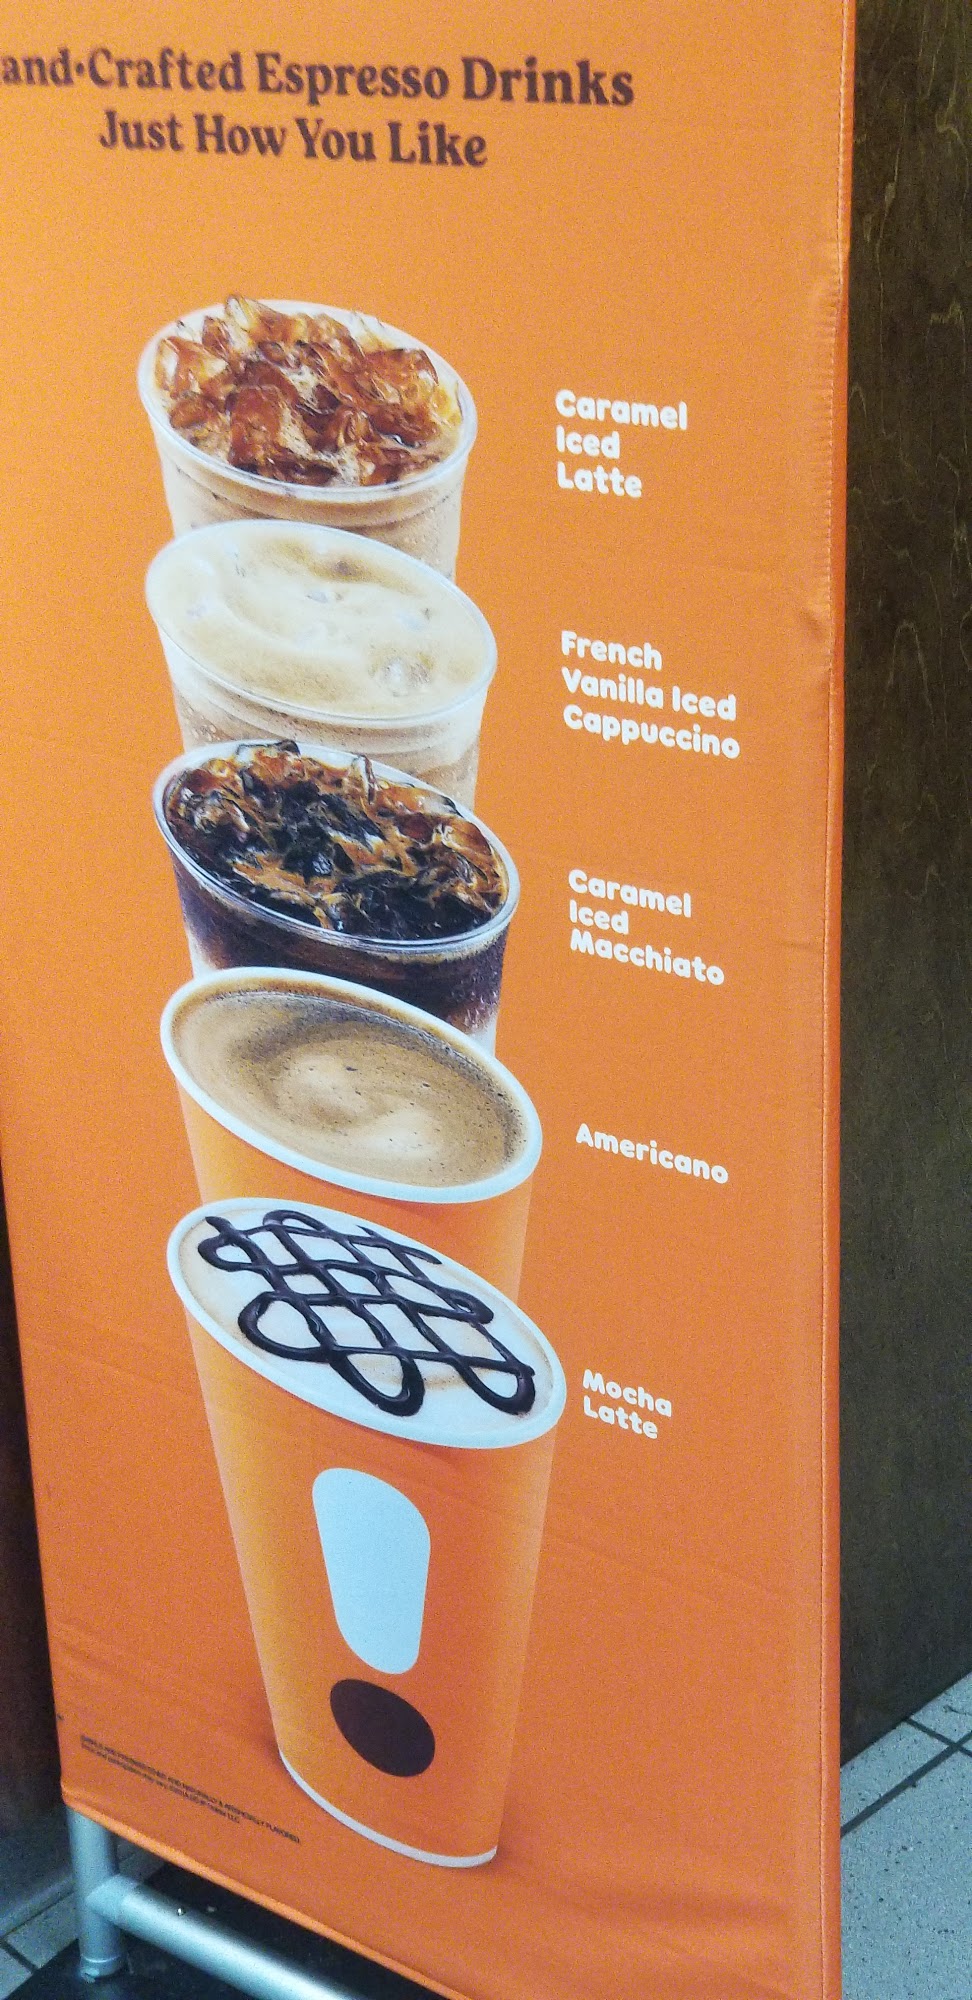 and•Crafted Espresso Drinks
Just How You Like
Caramel
Iced
Latte
French
Vanilla Iced
Cappuccino
Caramel
Iced
Macchiato
Americano
Mocha
Latte